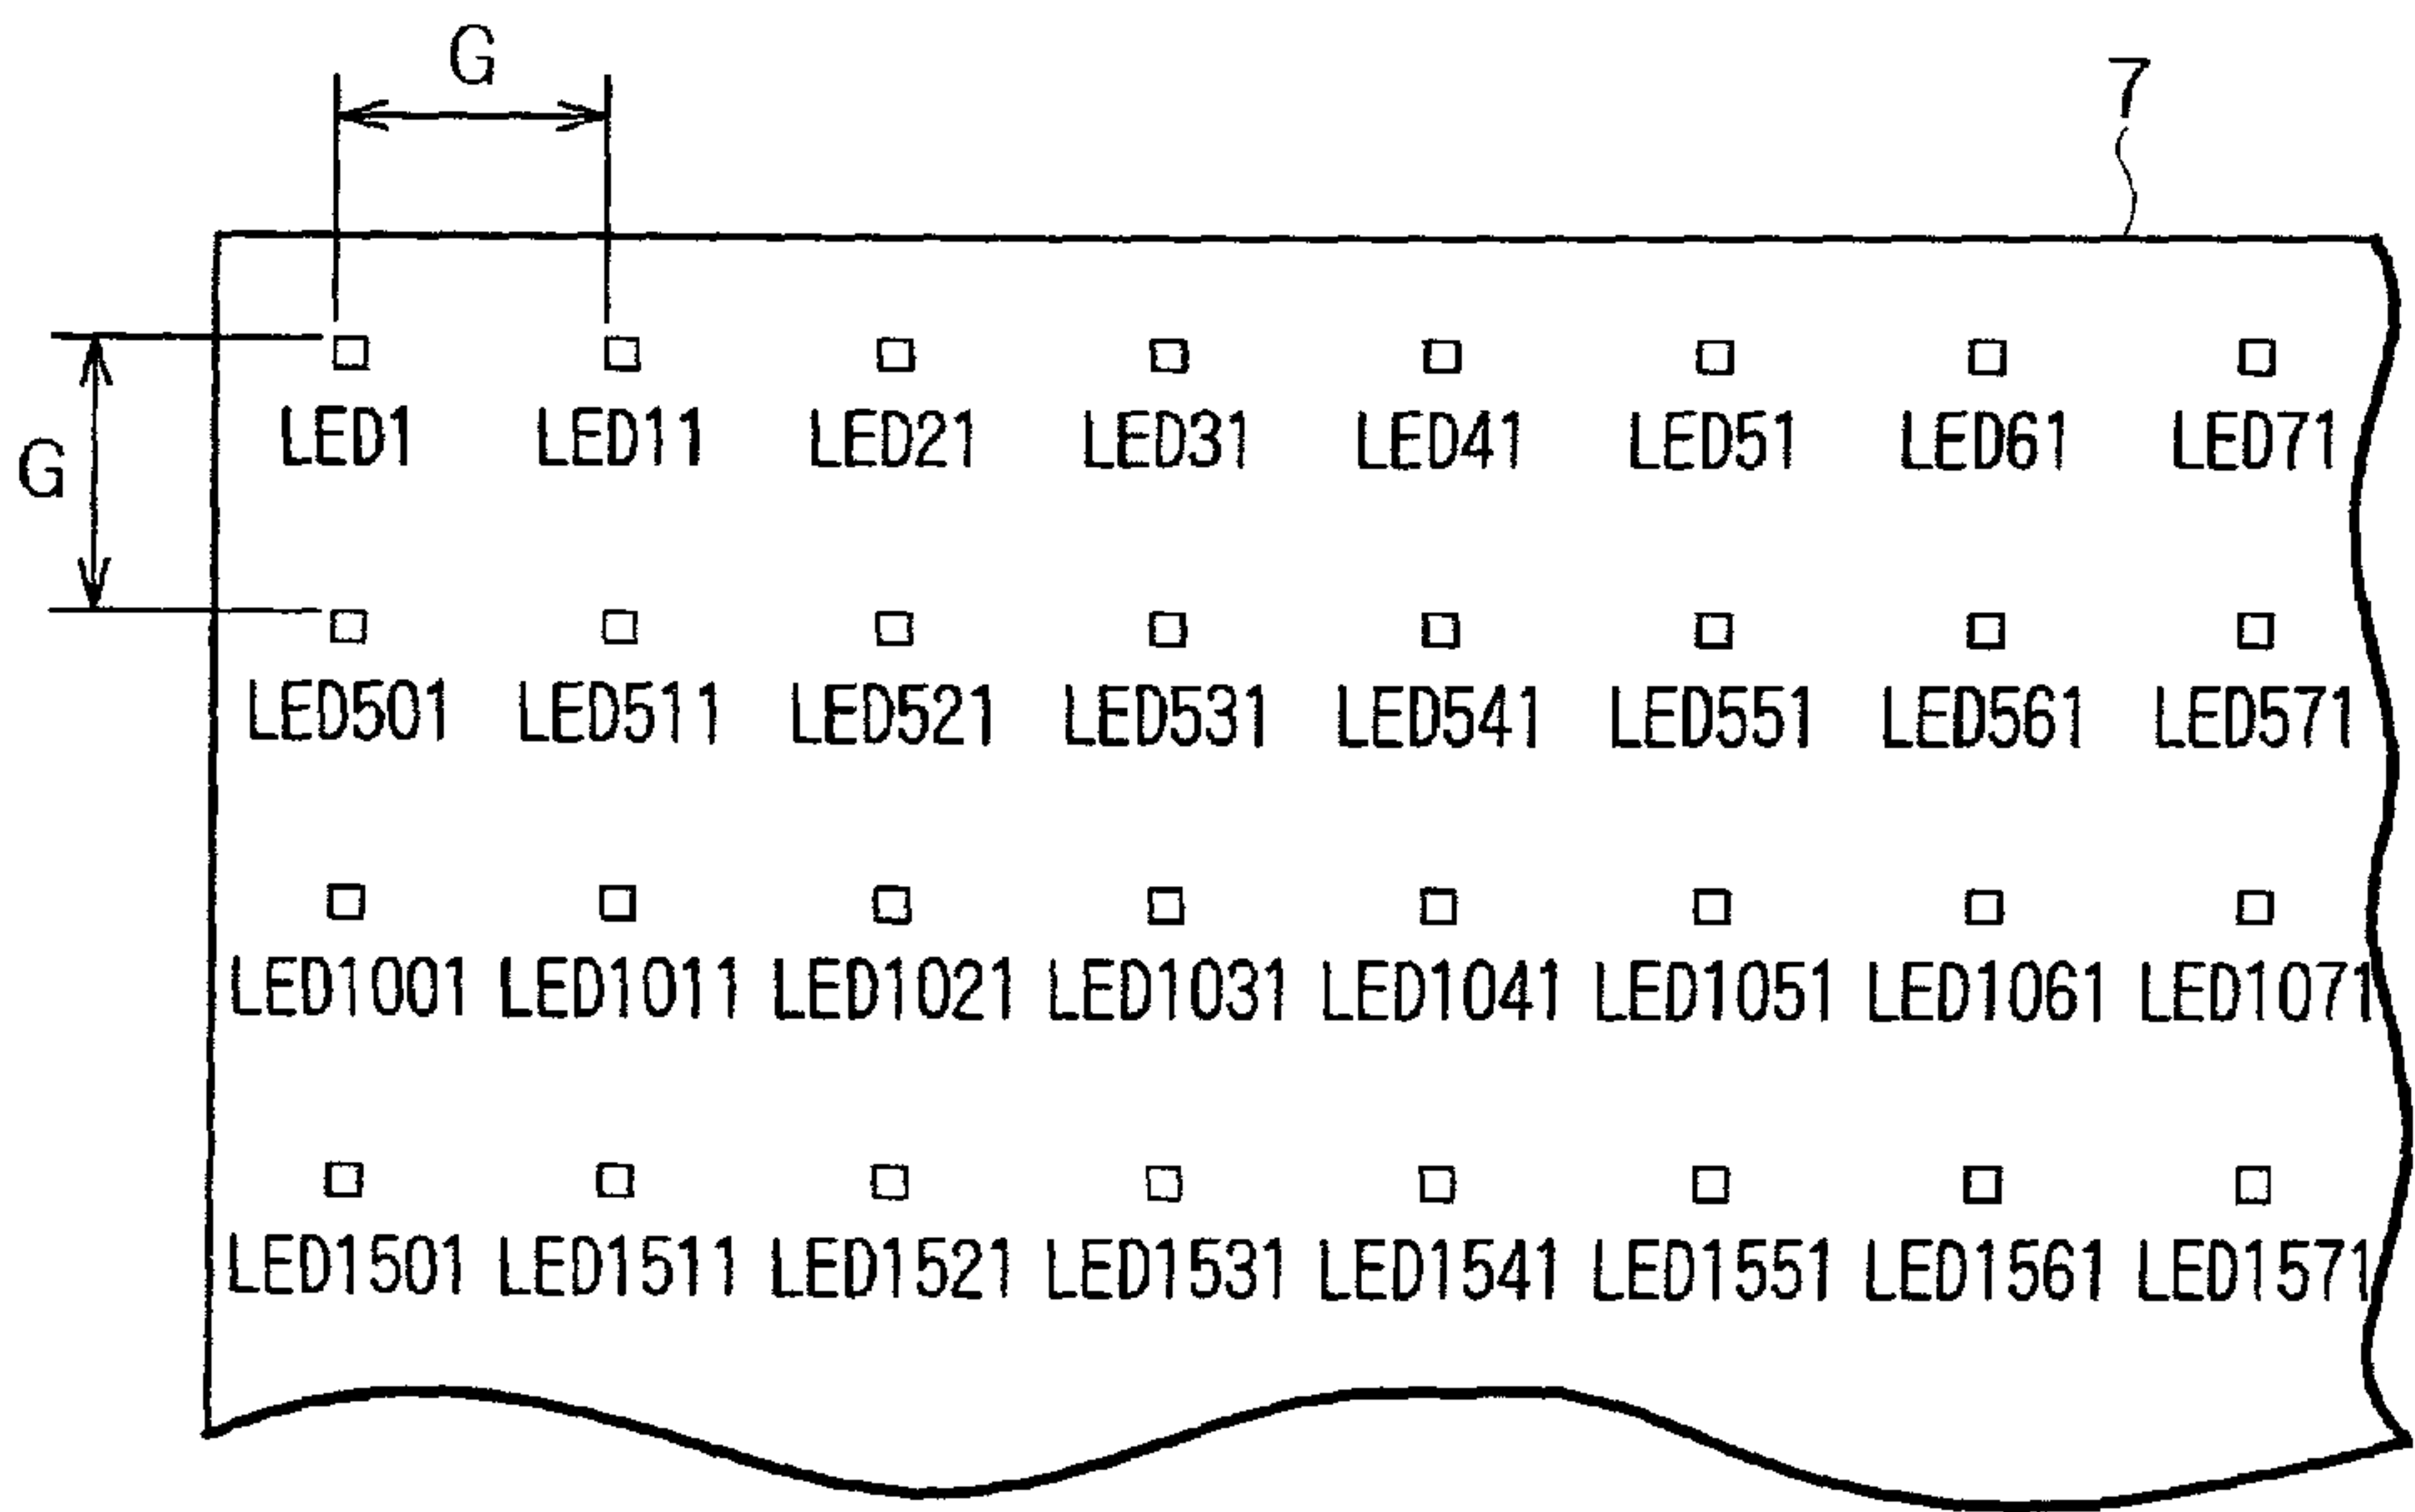 G
7
LED1 LED11 LED21 LED31 LED41 LED51 LED61 LED71
G
LED501 LED511 LED521 LED531 LED541 LED551 LED561 LED571
LED1001 LED1011 LED1021 LED1031 LED1041 LED1051 LED1061 LED1071
LED1501 LED1511 LED1521 LED1531 LED1541 LED1551 LED1561 LED1571